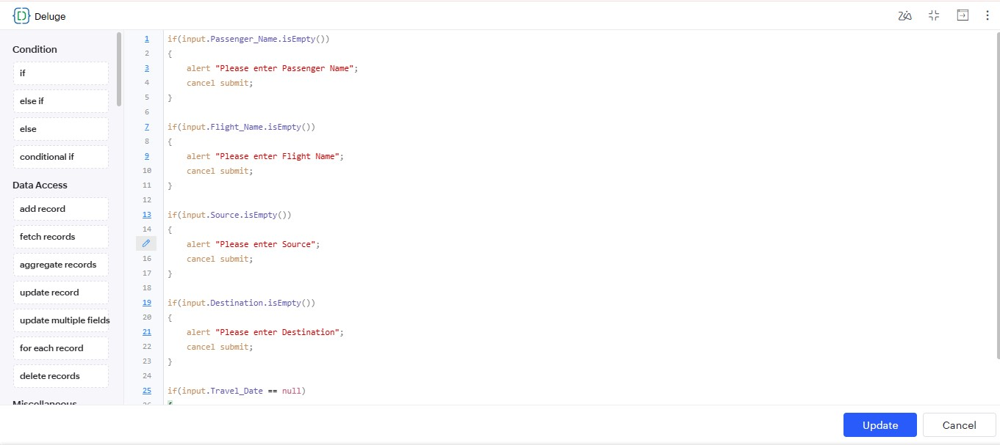 Deluge
Condition
if
else if
else
conditional if
Data Access
add record
fetch records
aggregate records
update record
update multiple fields
for each record
delete records
Miscellaneous
1 if(input.Passenger_Name.isEmpty())
2 {
3 alert "Please enter Passenger Name";
4 cancel submit;
5 }
6
7 if(input.Flight_Name.isEmpty())
8 {
9 alert "Please enter Flight Name";
10 cancel submit;
11 }
12
13 if(input.Source.isEmpty())
14 {
alert "Please enter Source";
16 cancel submit;
17 }
18
19 if(input.Destination.isEmpty())
20 {
21 alert "Please enter Destination";
22 cancel submit;
23 }
24
25 if(input.Travel_Date == null)
26 {
Update
Cancel